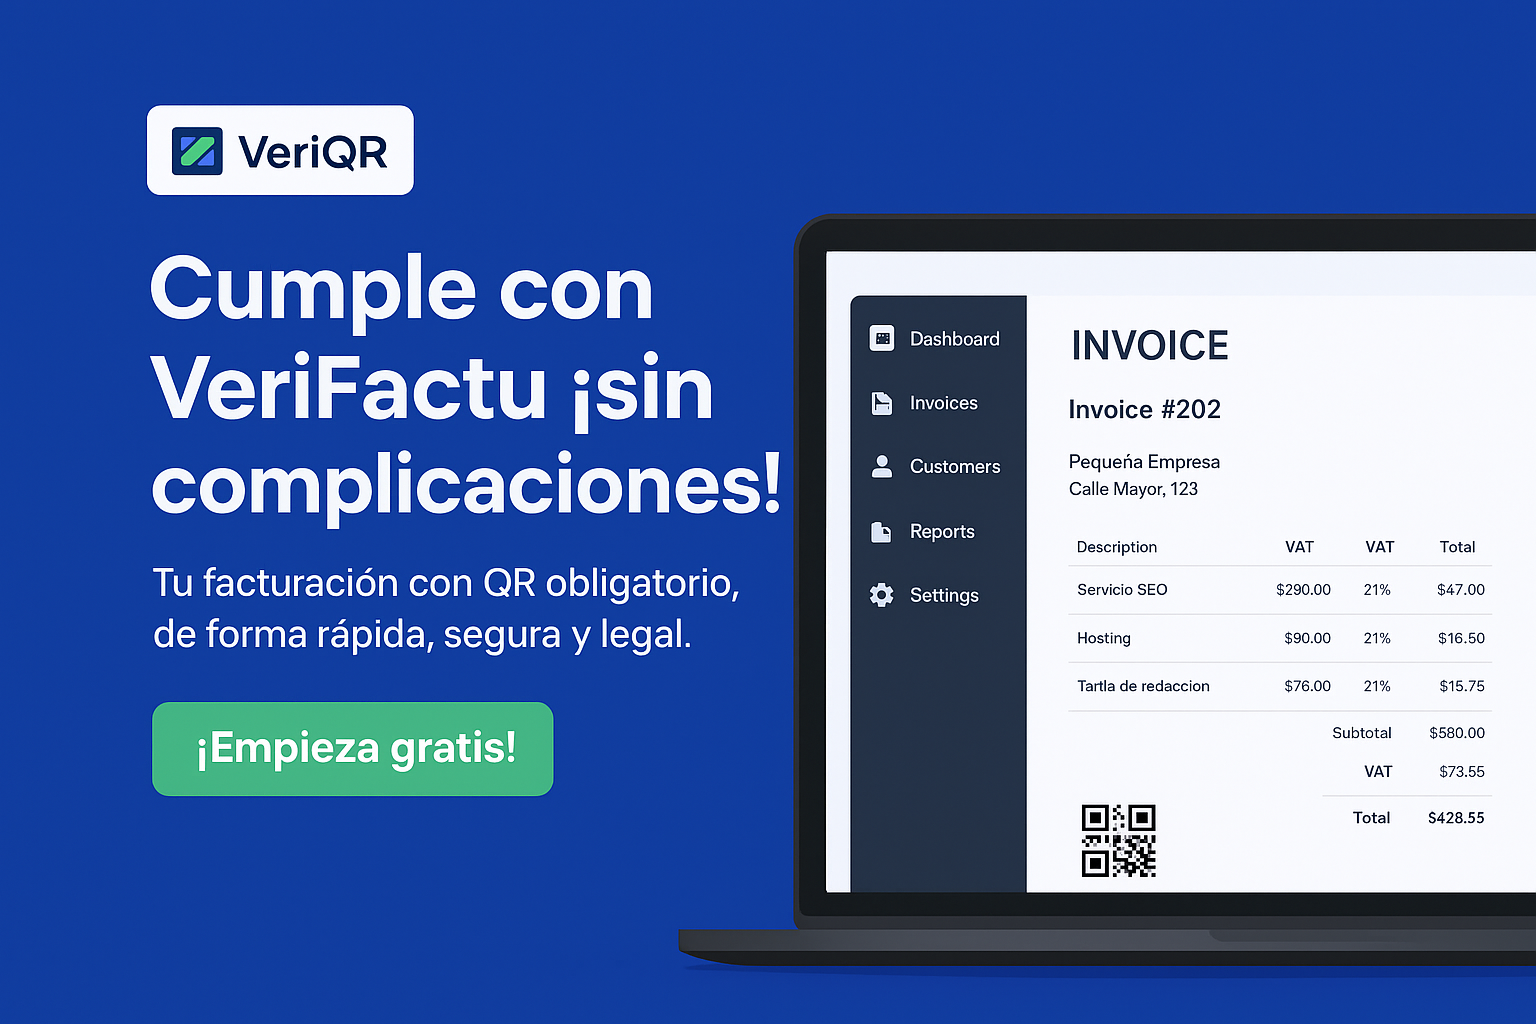 VeriQR
Cumple con
VeriFactu ¡sin
complicaciones!
Tu facturación con QR obligatorio,
de forma rápida, segura y legal.
¡Empieza gratis!
Dashboard
Invoices
Customers
Reports
Settings
INVOICE
Invoice #202
Pequeńa Empresa
Calle Mayor, 123
Description VAT VAT Total
Servicio SEO $290.00 21% $47.00
Hosting $90.00 21% $16.50
Tartla de redaccion $76.00 21% $15.75
Subtotal $580.00
VAT $73.55
Total $428.55